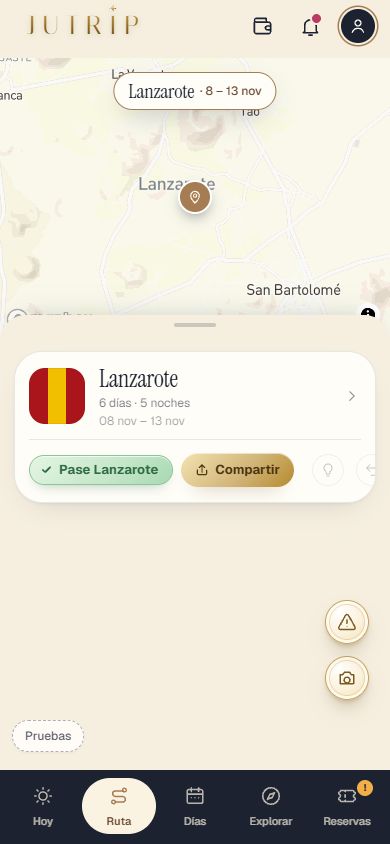 JUTRIP
Lanzarote · 8 – 13 nov
anca
Tao
Lanzarote
San Bartolomé
Lanzarote
6 días · 5 noches
08 nov – 13 nov
Pase Lanzarote
Compartir
Pruebas
Hoy
Ruta
Días
Explorar
Reservas
!